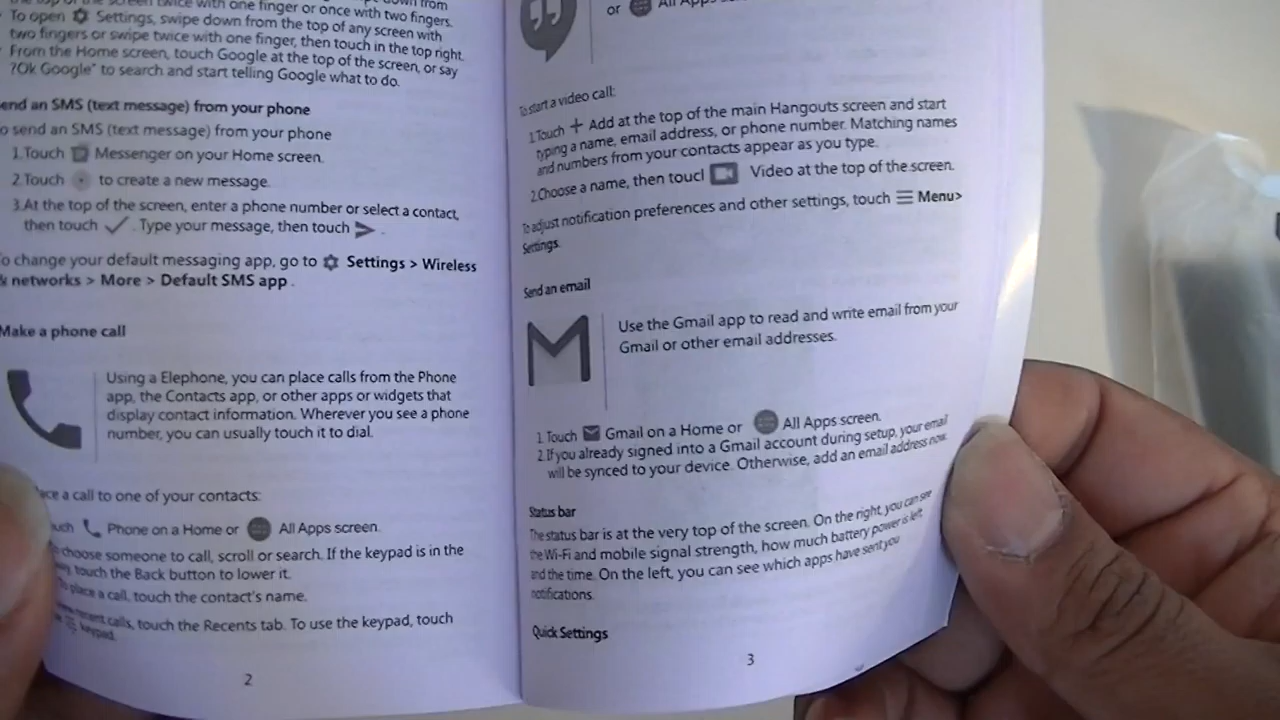 the top of the screen twice with one finger or once with two fingers.
To open Settings, swipe down from the top of any screen with
two fingers or swipe twice with one finger, then touch in the top right.
From the Home screen, touch Google at the top of the screen, or say
?Ok Google" to search and start telling Google what to do.
end an SMS (text message) from your phone
o send an SMS (text message) from your phone
1.Touch Messenger on your Home screen.
2.Touch to create a new message.
3.At the top of the screen, enter a phone number or select a contact,
then touch . Type your message, then touch .
o change your default messaging app, go to Settings > Wireless
& networks > More > Default SMS app .
Make a phone call
Using a Elephone, you can place calls from the Phone
app, the Contacts app, or other apps or widgets that
display contact information. Wherever you see a phone
number, you can usually touch it to dial.
ace a call to one of your contacts:
uch Phone on a Home or All Apps screen.
choose someone to call, scroll or search. If the keypad is in the
touch the Back button to lower it.
To place a call, touch the contact's name.
recent calls, touch the Recents tab. To use the keypad, touch
keypad.
2
or All Apps
To start a video call:
1.Touch + Add at the top of the main Hangouts screen and start
typing a name, email address, or phone number. Matching names
and numbers from your contacts appear as you type.
2.Choose a name, then toucl Video at the top of the screen.
To adjust notification preferences and other settings, touch Menu>
Settings.
Send an email
Use the Gmail app to read and write email from your
Gmail or other email addresses.
1.Touch Gmail on a Home or All Apps screen.
2.If you already signed into a Gmail account during setup, your email
will be synced to your device. Otherwise, add an email address now.
Status bar
The status bar is at the very top of the screen. On the right, you can see
the Wi-Fi and mobile signal strength, how much battery power is left
and the time. On the left, you can see which apps have sent you
notifications.
Quick Settings
3